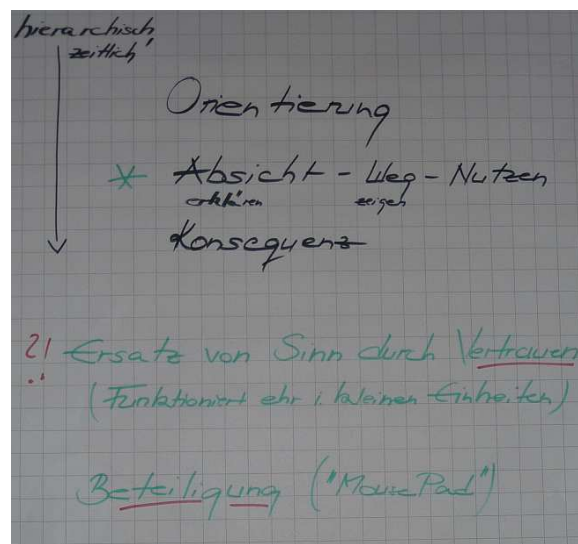 hierarchisch,
zeitlich
Orientierung
* Absicht - Weg - Nutzen
erklären zeigen
Konsequenz
?! Ersatz von Sinn durch Vertrauen
(Funktioniert ehr i. kleinen Einheiten)
Beteiligung ("MousePad")